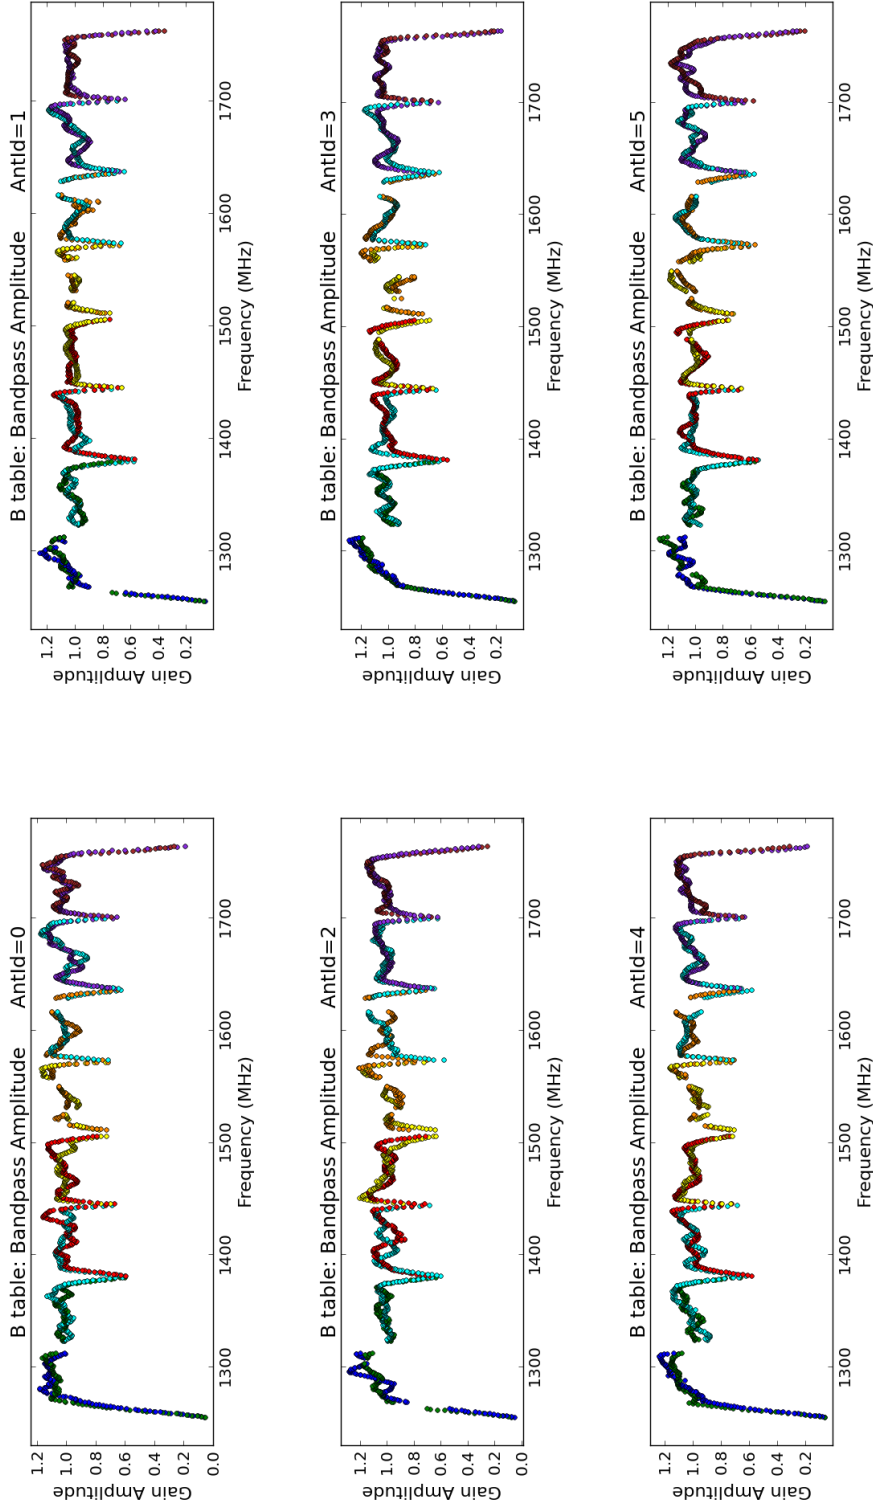 B table: Bandpass Amplitude AntId=0
Gain Amplitude
1.2
1.0
0.8
0.6
0.4
0.2
0.0
1300 1400 1500 1600 1700
Frequency (MHz)
B table: Bandpass Amplitude AntId=1
Gain Amplitude
1.2
1.0
0.8
0.6
0.4
0.2
1300 1400 1500 1600 1700
Frequency (MHz)
B table: Bandpass Amplitude AntId=2
Gain Amplitude
1.2
1.0
0.8
0.6
0.4
0.2
0.0
1300 1400 1500 1600 1700
Frequency (MHz)
B table: Bandpass Amplitude AntId=3
Gain Amplitude
1.2
1.0
0.8
0.6
0.4
0.2
1300 1400 1500 1600 1700
Frequency (MHz)
B table: Bandpass Amplitude AntId=4
Gain Amplitude
1.2
1.0
0.8
0.6
0.4
0.2
1300 1400 1500 1600 1700
Frequency (MHz)
B table: Bandpass Amplitude AntId=5
Gain Amplitude
1.2
1.0
0.8
0.6
0.4
0.2
1300 1400 1500 1600 1700
Frequency (MHz)